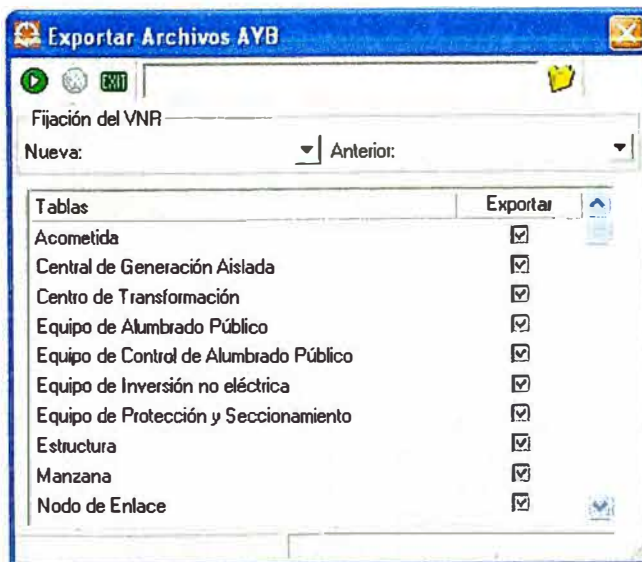 Exportar Archivos AYB
EXIT
Fijación del VNR
Nueva: Anterior:
Tablas Exportar
Acometida
Central de Generación Aislada
Centro de Transformación
Equipo de Alumbrado Público
Equipo de Control de Alumbrado Público
Equipo de Inversión no eléctrica
Equipo de Protección y Seccionamiento
Estructura
Manzana
Nodo de Enlace